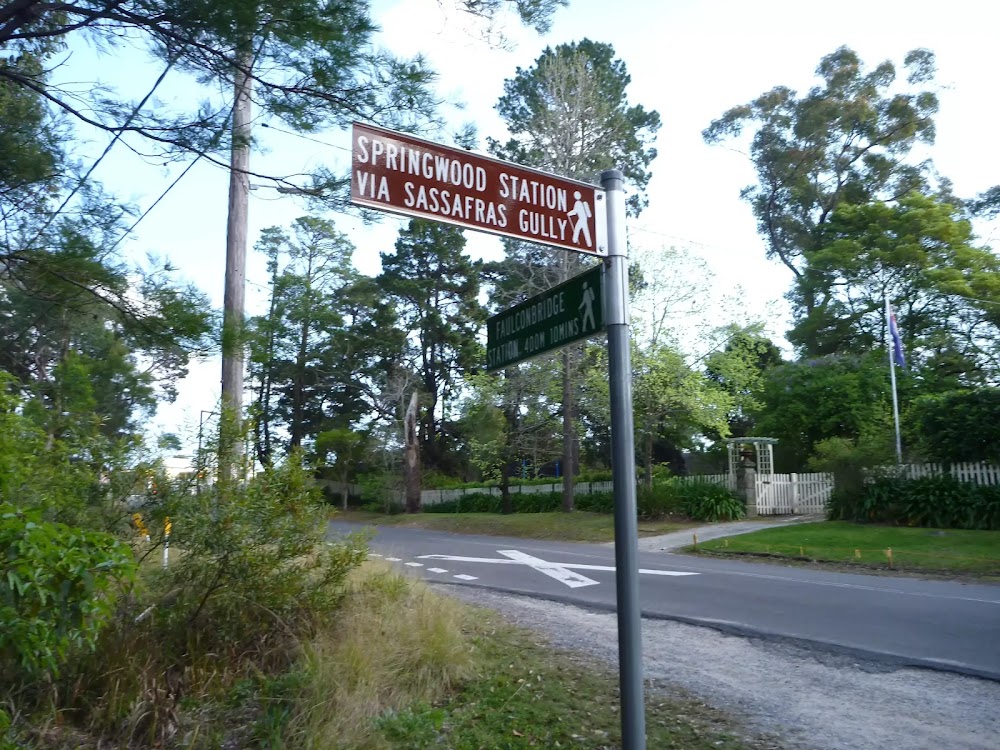 SPRINGWOOD STATION
VIA SASSAFRAS GULLY
FAULCONBRIDGE
STATION 400M 10MINS